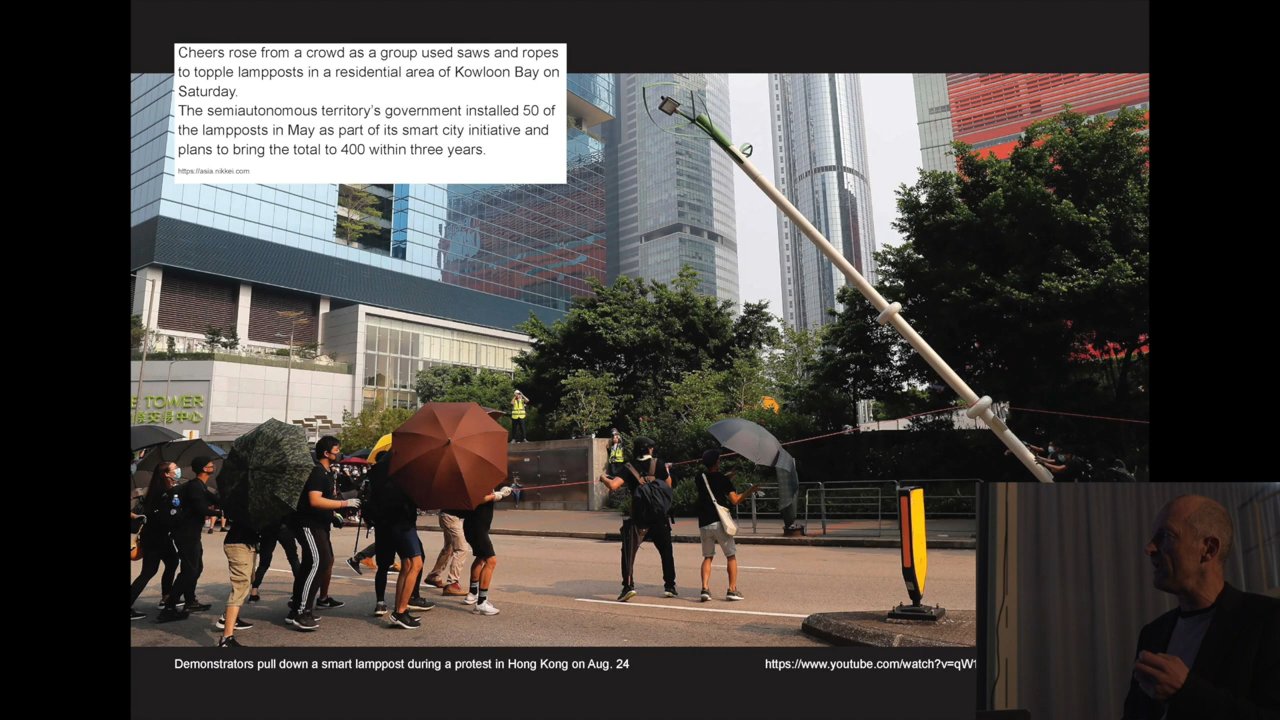 Cheers rose from a crowd as a group used saws and ropes
to topple lampposts in a residential area of Kowloon Bay on
Saturday.
The semiautonomous territory's government installed 50 of
the lampposts in May as part of its smart city initiative and
plans to bring the total to 400 within three years.
https://asia.nikkei.com
TOWER
Demonstrators pull down a smart lamppost during a protest in Hong Kong on Aug. 24
https://www.youtube.com/watch?v=qW